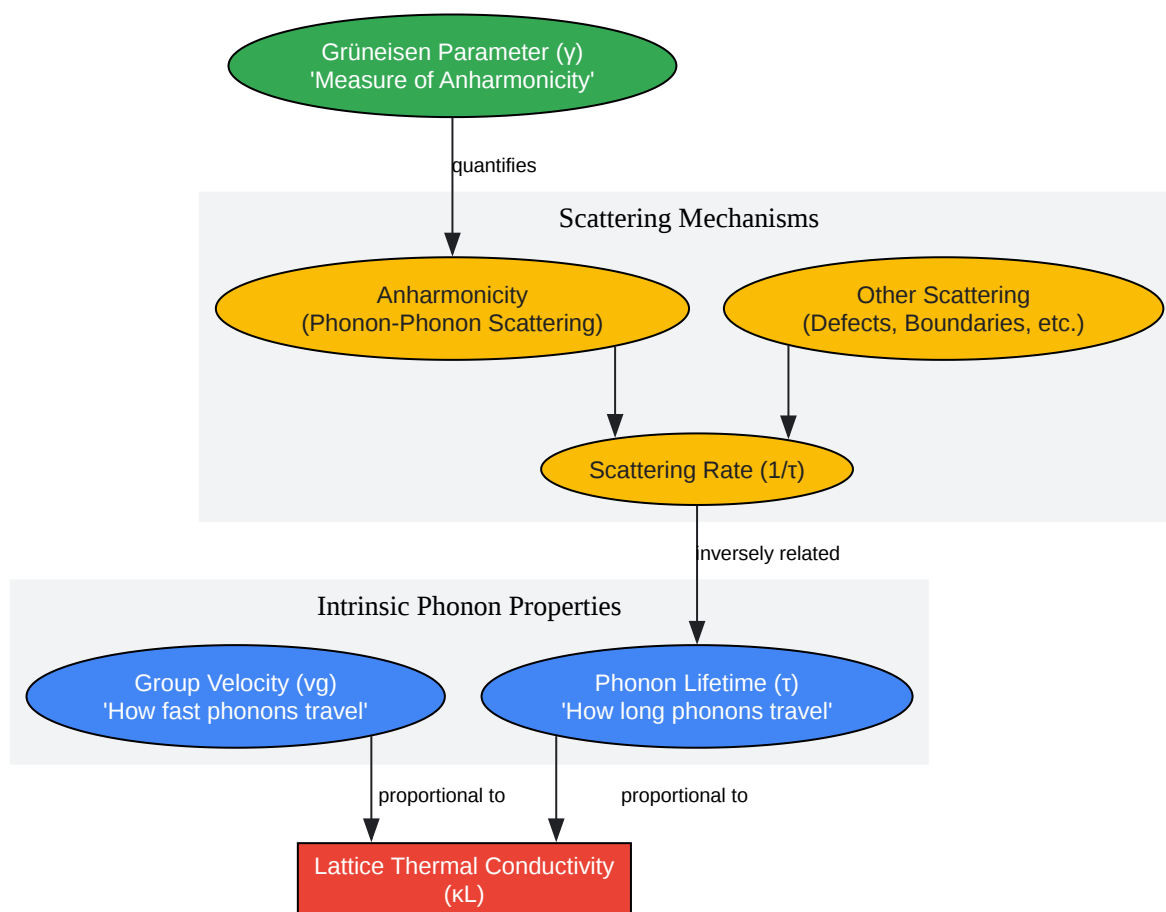 Grüneisen Parameter (γ)
'Measure of Anharmonicity'
quantifies
Scattering Mechanisms
Anharmonicity
(Phonon-Phonon Scattering)
Other Scattering
(Defects, Boundaries, etc.)
Scattering Rate (1/τ)
inversely related
Intrinsic Phonon Properties
Group Velocity (vg)
'How fast phonons travel'
Phonon Lifetime (τ)
'How long phonons travel'
proportional to
proportional to
Lattice Thermal Conductivity
(κL)